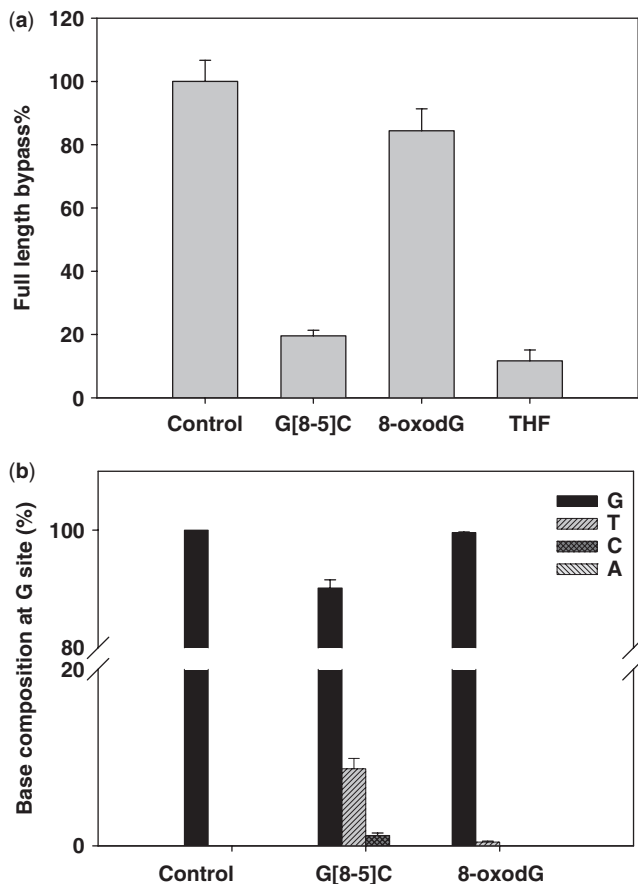 (a)
Full length bypass%
120
100
80
60
40
20
0
Control G[8-5]C 8-oxodG THF
(b)
Base composition at G site (%)
100
80
20
0
G
T
C
A
Control G[8-5]C 8-oxodG